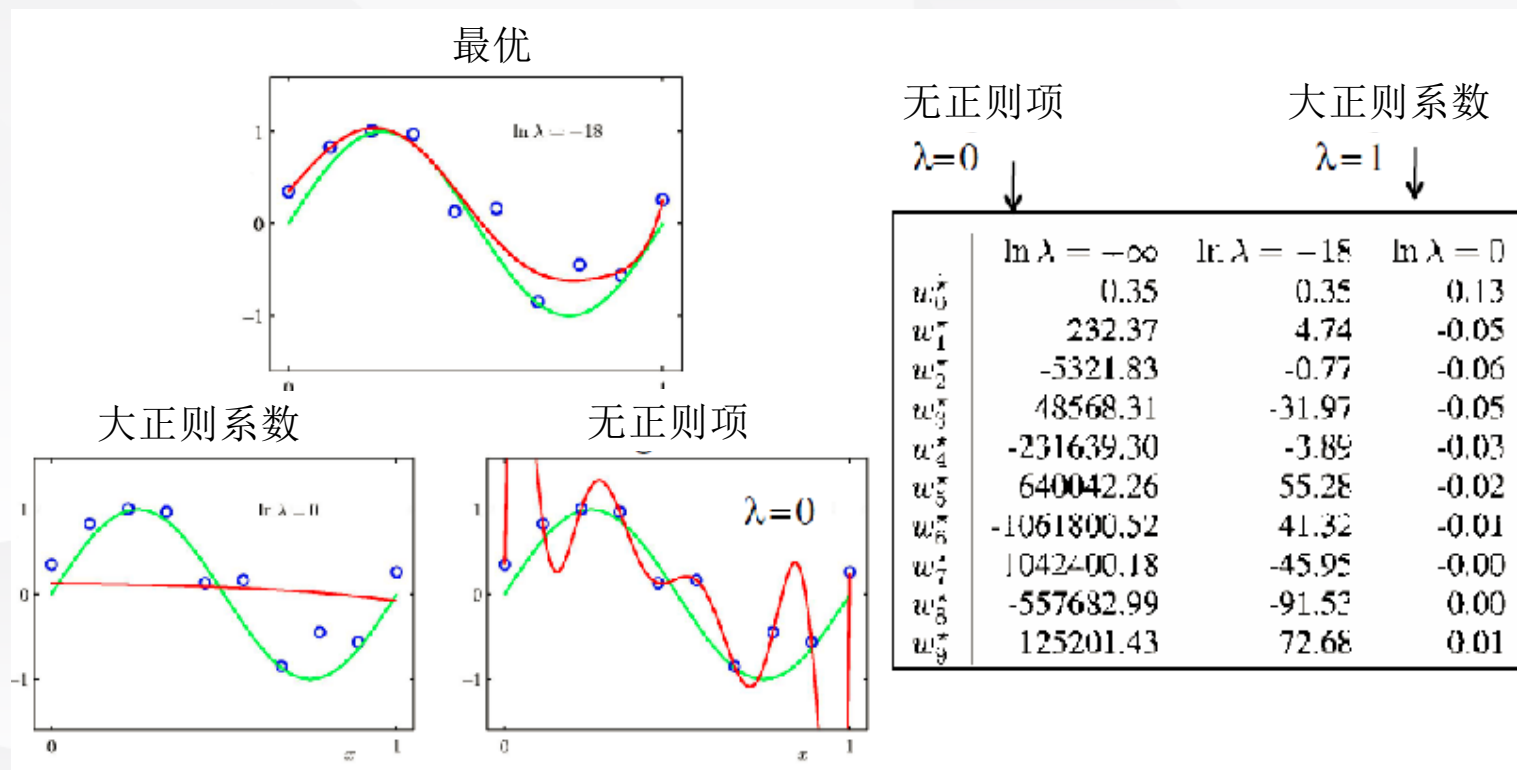 最优
ln λ = −18
1
0
−1
0
1
大正则系数
ln λ = 0
1
0
−1
0
x
1
无正则项
λ=0
1
0
−1
0
x
1
无正则项 大正则系数
λ=0 λ=1
ln λ = −∞ ln λ = −18 ln λ = 0
w₀* 0.35 0.35 0.13
w₁* 232.37 4.74 -0.05
w₂* -5321.83 -0.77 -0.06
w₃* 48568.31 -31.97 -0.05
w₄* -231639.30 -3.89 -0.03
w₅* 640042.26 55.28 -0.02
w₆* -1061800.52 41.32 -0.01
w₇* 1042400.18 -45.95 -0.00
w₈* -557682.99 -91.53 0.00
w₉* 125201.43 72.68 0.01